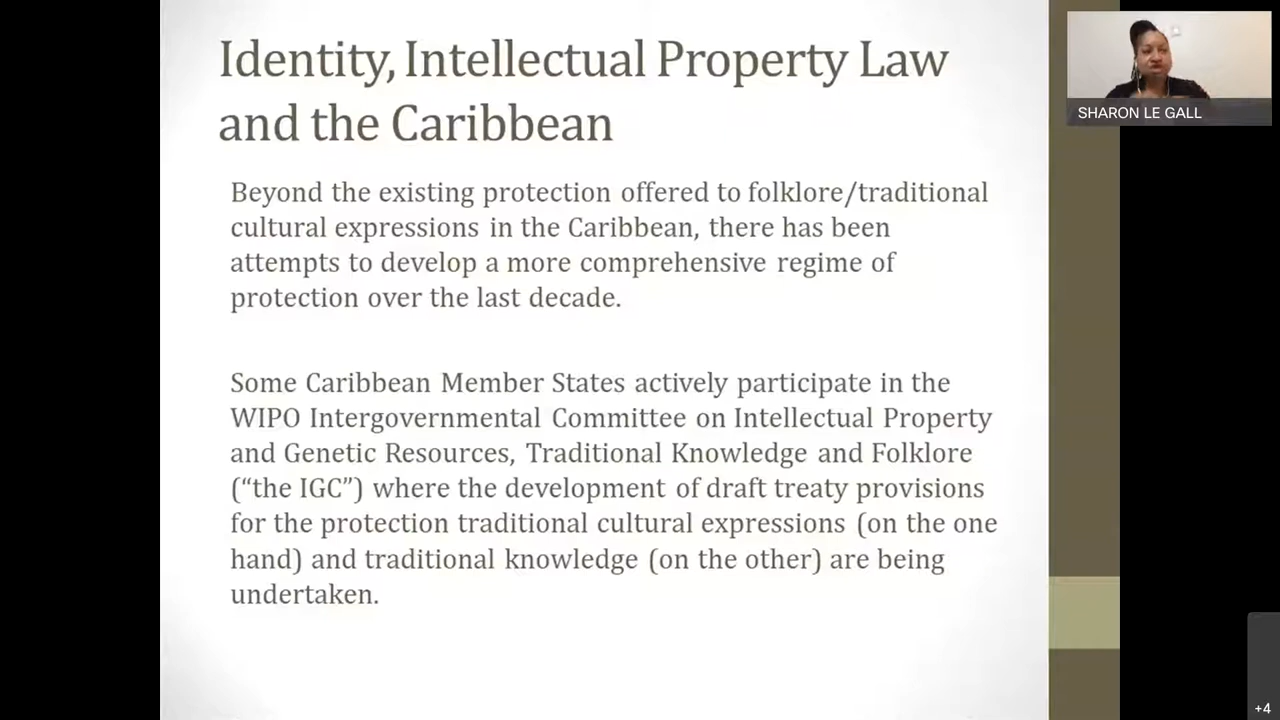 Identity, Intellectual Property Law
and the Caribbean
SHARON LE GALL
Beyond the existing protection offered to folklore/traditional
cultural expressions in the Caribbean, there has been
attempts to develop a more comprehensive regime of
protection over the last decade.
Some Caribbean Member States actively participate in the
WIPO Intergovernmental Committee on Intellectual Property
and Genetic Resources, Traditional Knowledge and Folklore
(“the IGC”) where the development of draft treaty provisions
for the protection traditional cultural expressions (on the one
hand) and traditional knowledge (on the other) are being
undertaken.
+4